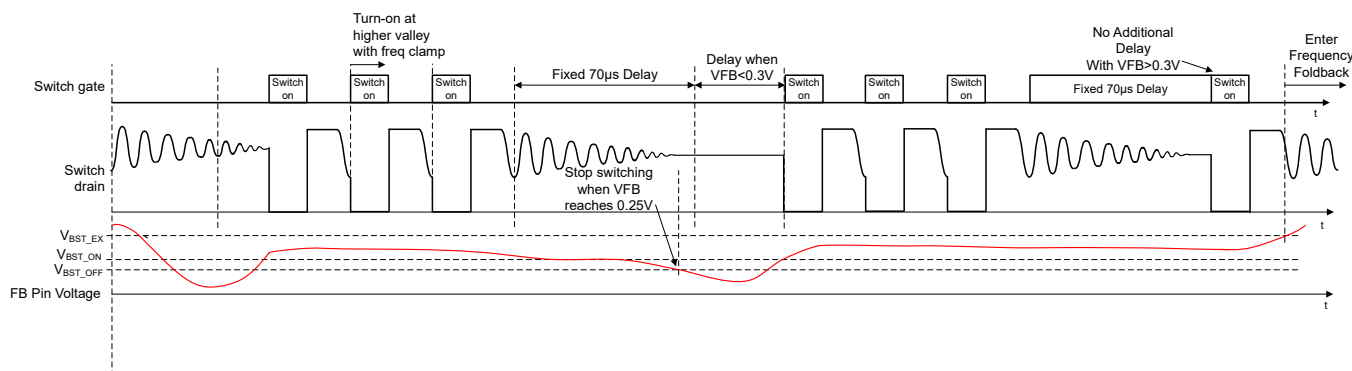 Turn-on at
higher valley
with freq clamp
No Additional
Delay
With VFB>0.3V
Enter
Frequency
Foldback
Delay when
VFB<0.3V
Switch gate
Switch
on
Switch
on
Switch
on
Fixed 70µs Delay
Switch
on
Switch
on
Switch
on
Fixed 70µs Delay
Switch
on
t
Switch
drain
Stop switching
when VFB
reaches 0.25V
t
VBST_EX
VBST_ON
VBST_OFF
FB Pin Voltage
t